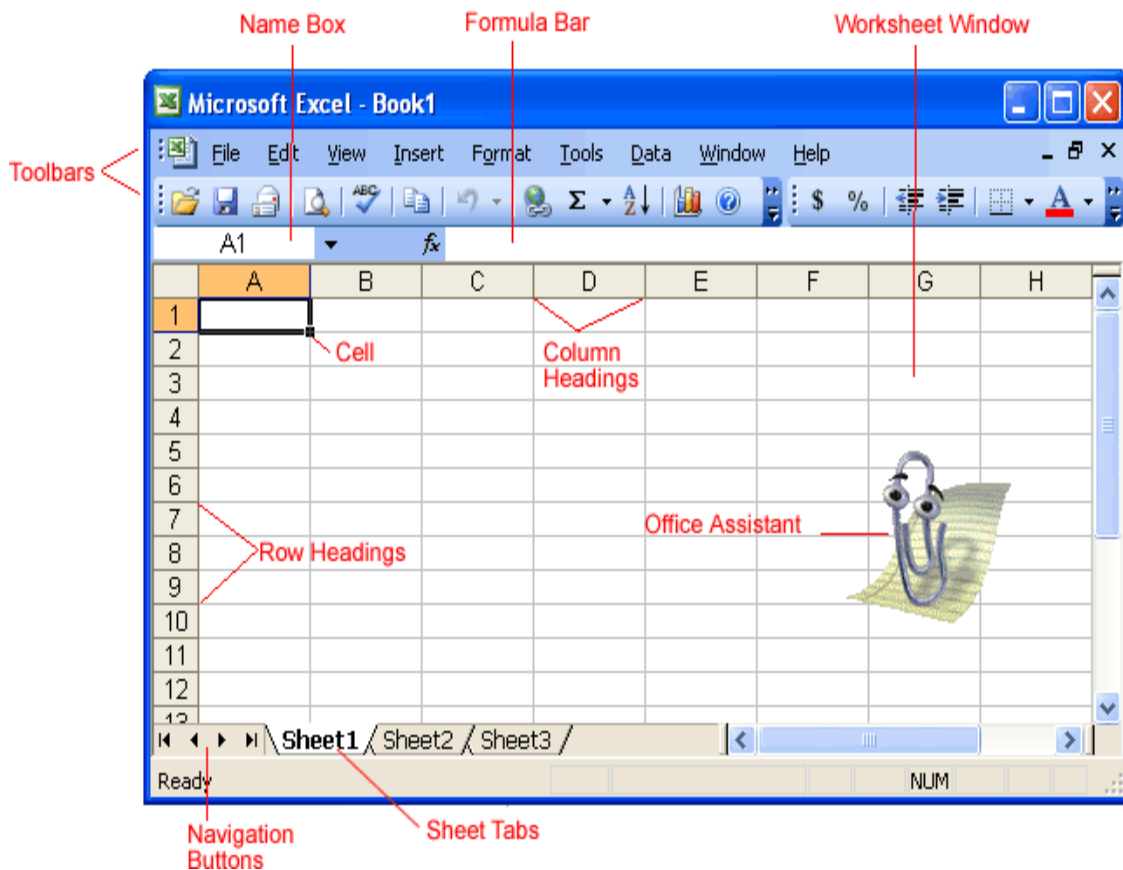 Name Box
Formula Bar
Worksheet Window
Microsoft Excel - Book1
Toolbars
File Edit View Insert Format Tools Data Window Help
ABC Σ A Z $ % A
A1 fx
A B C D E F G H
1
2
Cell
Column
3
Headings
4
5
6
7
Office Assistant
8
Row Headings
9
10
11
12
13
Sheet1 Sheet2 Sheet3
Ready NUM
Navigation
Buttons
Sheet Tabs